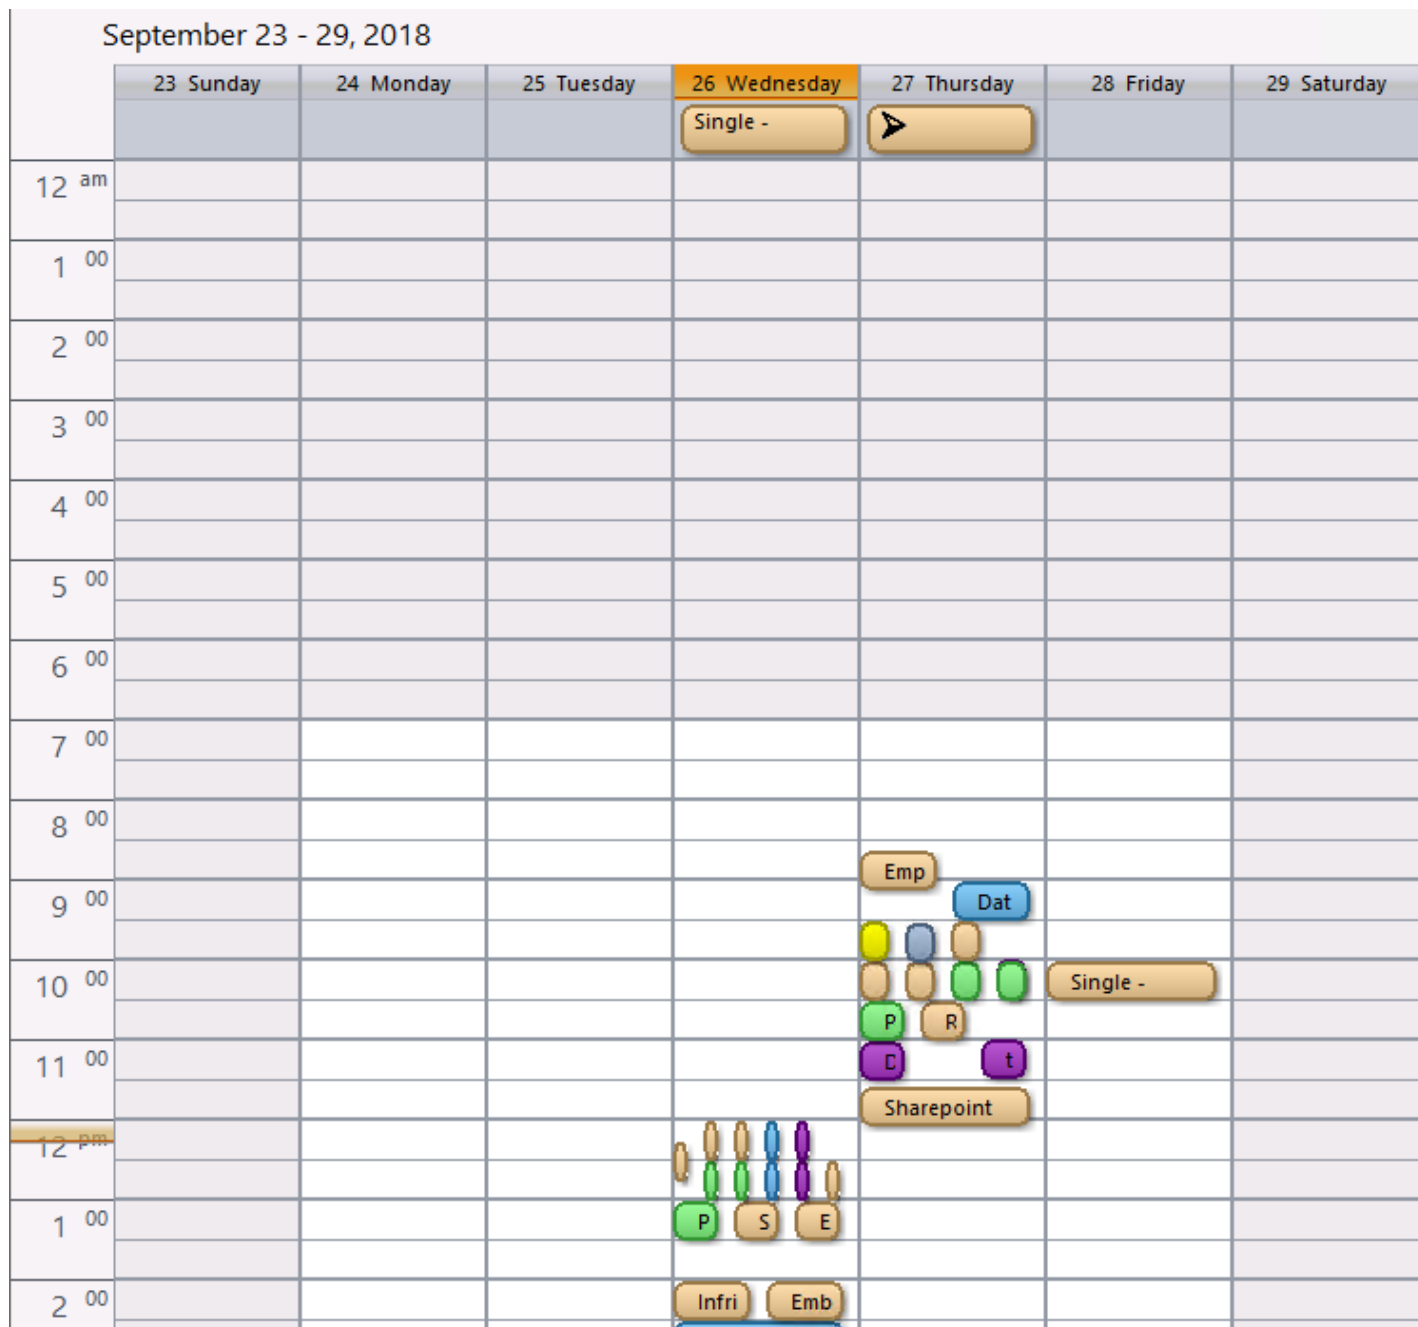 September 23 - 29, 2018
23 Sunday
24 Monday
25 Tuesday
26 Wednesday
27 Thursday
28 Friday
29 Saturday
Single -
12 am
1 00
2 00
3 00
4 00
5 00
6 00
7 00
8 00
Emp
9 00
Dat
10 00
Single -
P
R
11 00
D
t
Sharepoint
12 pm
1 00
P
S
E
2 00
Infri
Emb